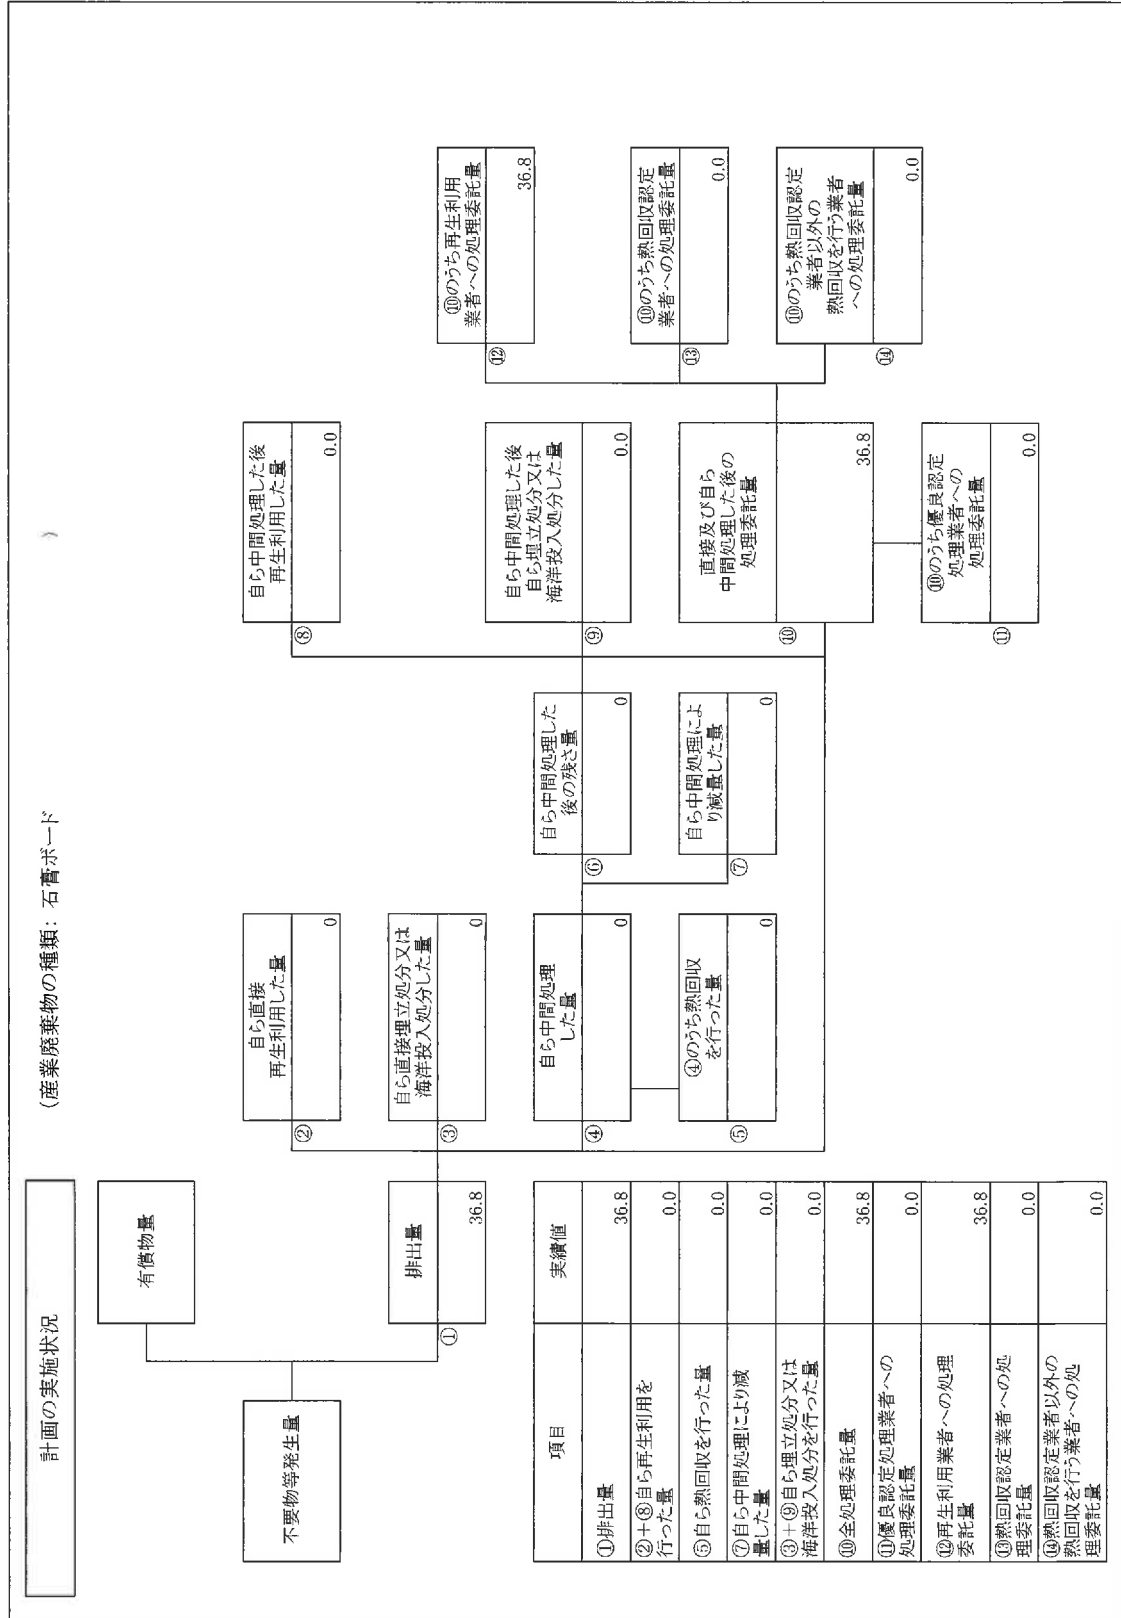 計画の実施状況
(産業廃棄物の種類: 石膏ボード
)
不要物等発生量
有償物量
①
排出量
36.8
②
自ら直接
再生利用した量
0
③
自ら直接埋立処分又は
海洋投入処分した量
0
④
自ら中間処理
した量
0
⑤
④のうち熱回収
を行った量
0
⑥
自ら中間処理した
後の残さ量
0
⑦
自ら中間処理によ
り減量した量
0
⑧
自ら中間処理した後
再生利用した量
0.0
⑨
自ら中間処理した後
自ら埋立処分又は
海洋投入処分した量
0.0
⑩
直接及び自ら
中間処理した後の
処理委託量
36.8
⑪
⑩のうち優良認定
処理業者への
処理委託量
0.0
⑫
⑩のうち再生利用
業者への処理委託量
36.8
⑬
⑩のうち熱回収認定
業者への処理委託量
0.0
⑭
⑩のうち熱回収認定
業者以外の
熱回収を行う業者
への処理委託量
0.0
項目 実績値
①排出量 36.8
②+⑧自ら再生利用を
行った量 0.0
⑤自ら熱回収を行った量 0.0
⑦自ら中間処理により減
量した量 0.0
③+⑨自ら埋立処分又は
海洋投入処分を行った量 0.0
⑩全処理委託量 36.8
⑪優良認定処理業者への
処理委託量 0.0
⑫再生利用業者への処理
委託量 36.8
⑬熱回収認定業者への処
理委託量 0.0
⑭熱回収認定業者以外の
熱回収を行う業者への処
理委託量 0.0